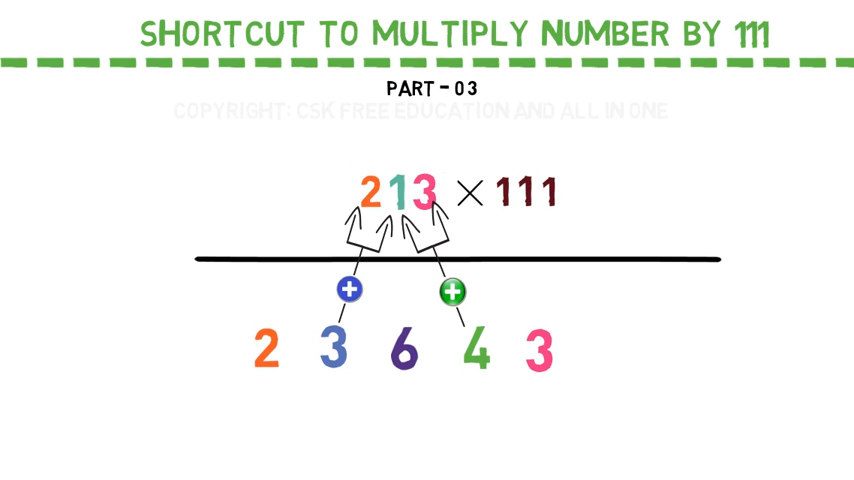 SHORTCUT TO MULTIPLY NUMBER BY 111
PART - 03
COPYRIGHT: CSK FREE EDUCATION AND ALL IN ONE
213 × 111
+ +
2 3 6 4 3